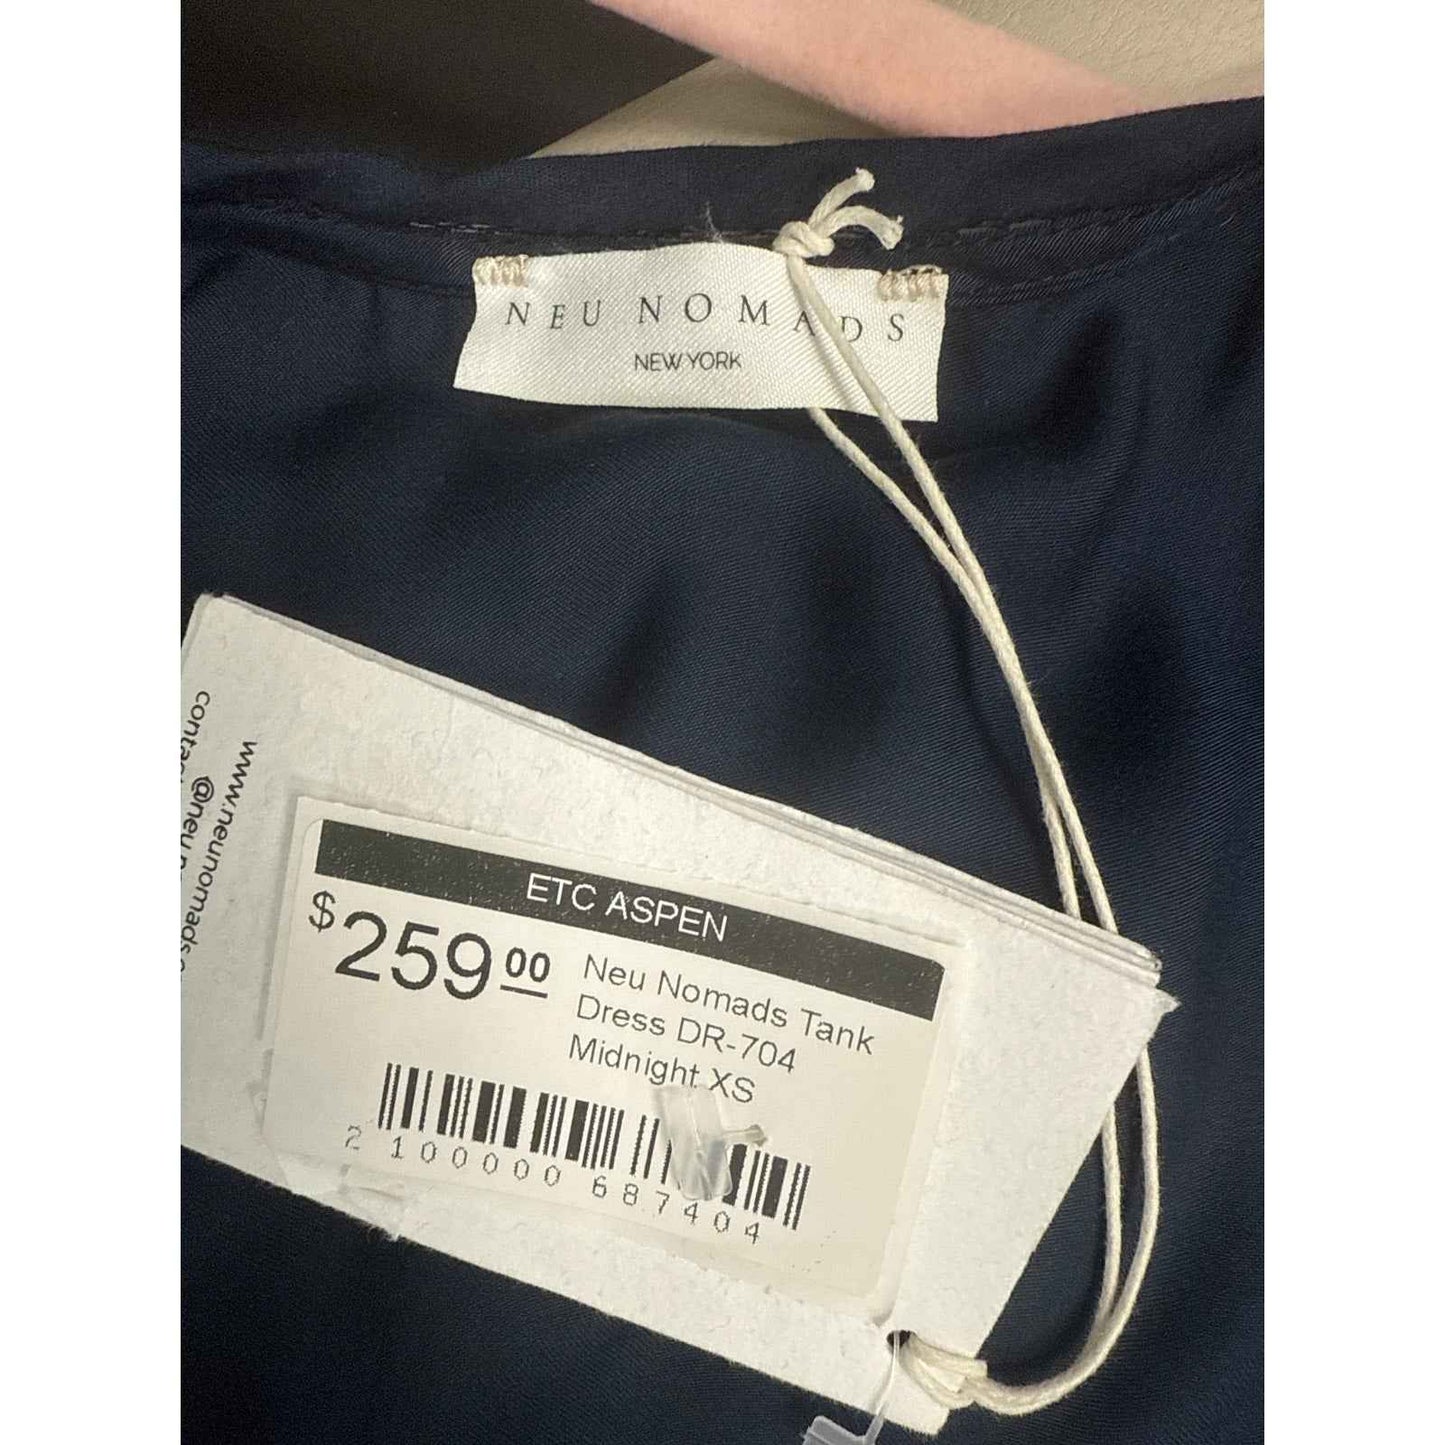 NEU NOMADS
NEW YORK
www.neunomads.
@neu
ETC ASPEN
$259.00
Neu Nomads Tank
Dress DR-704
Midnight XS
2 100000 687404